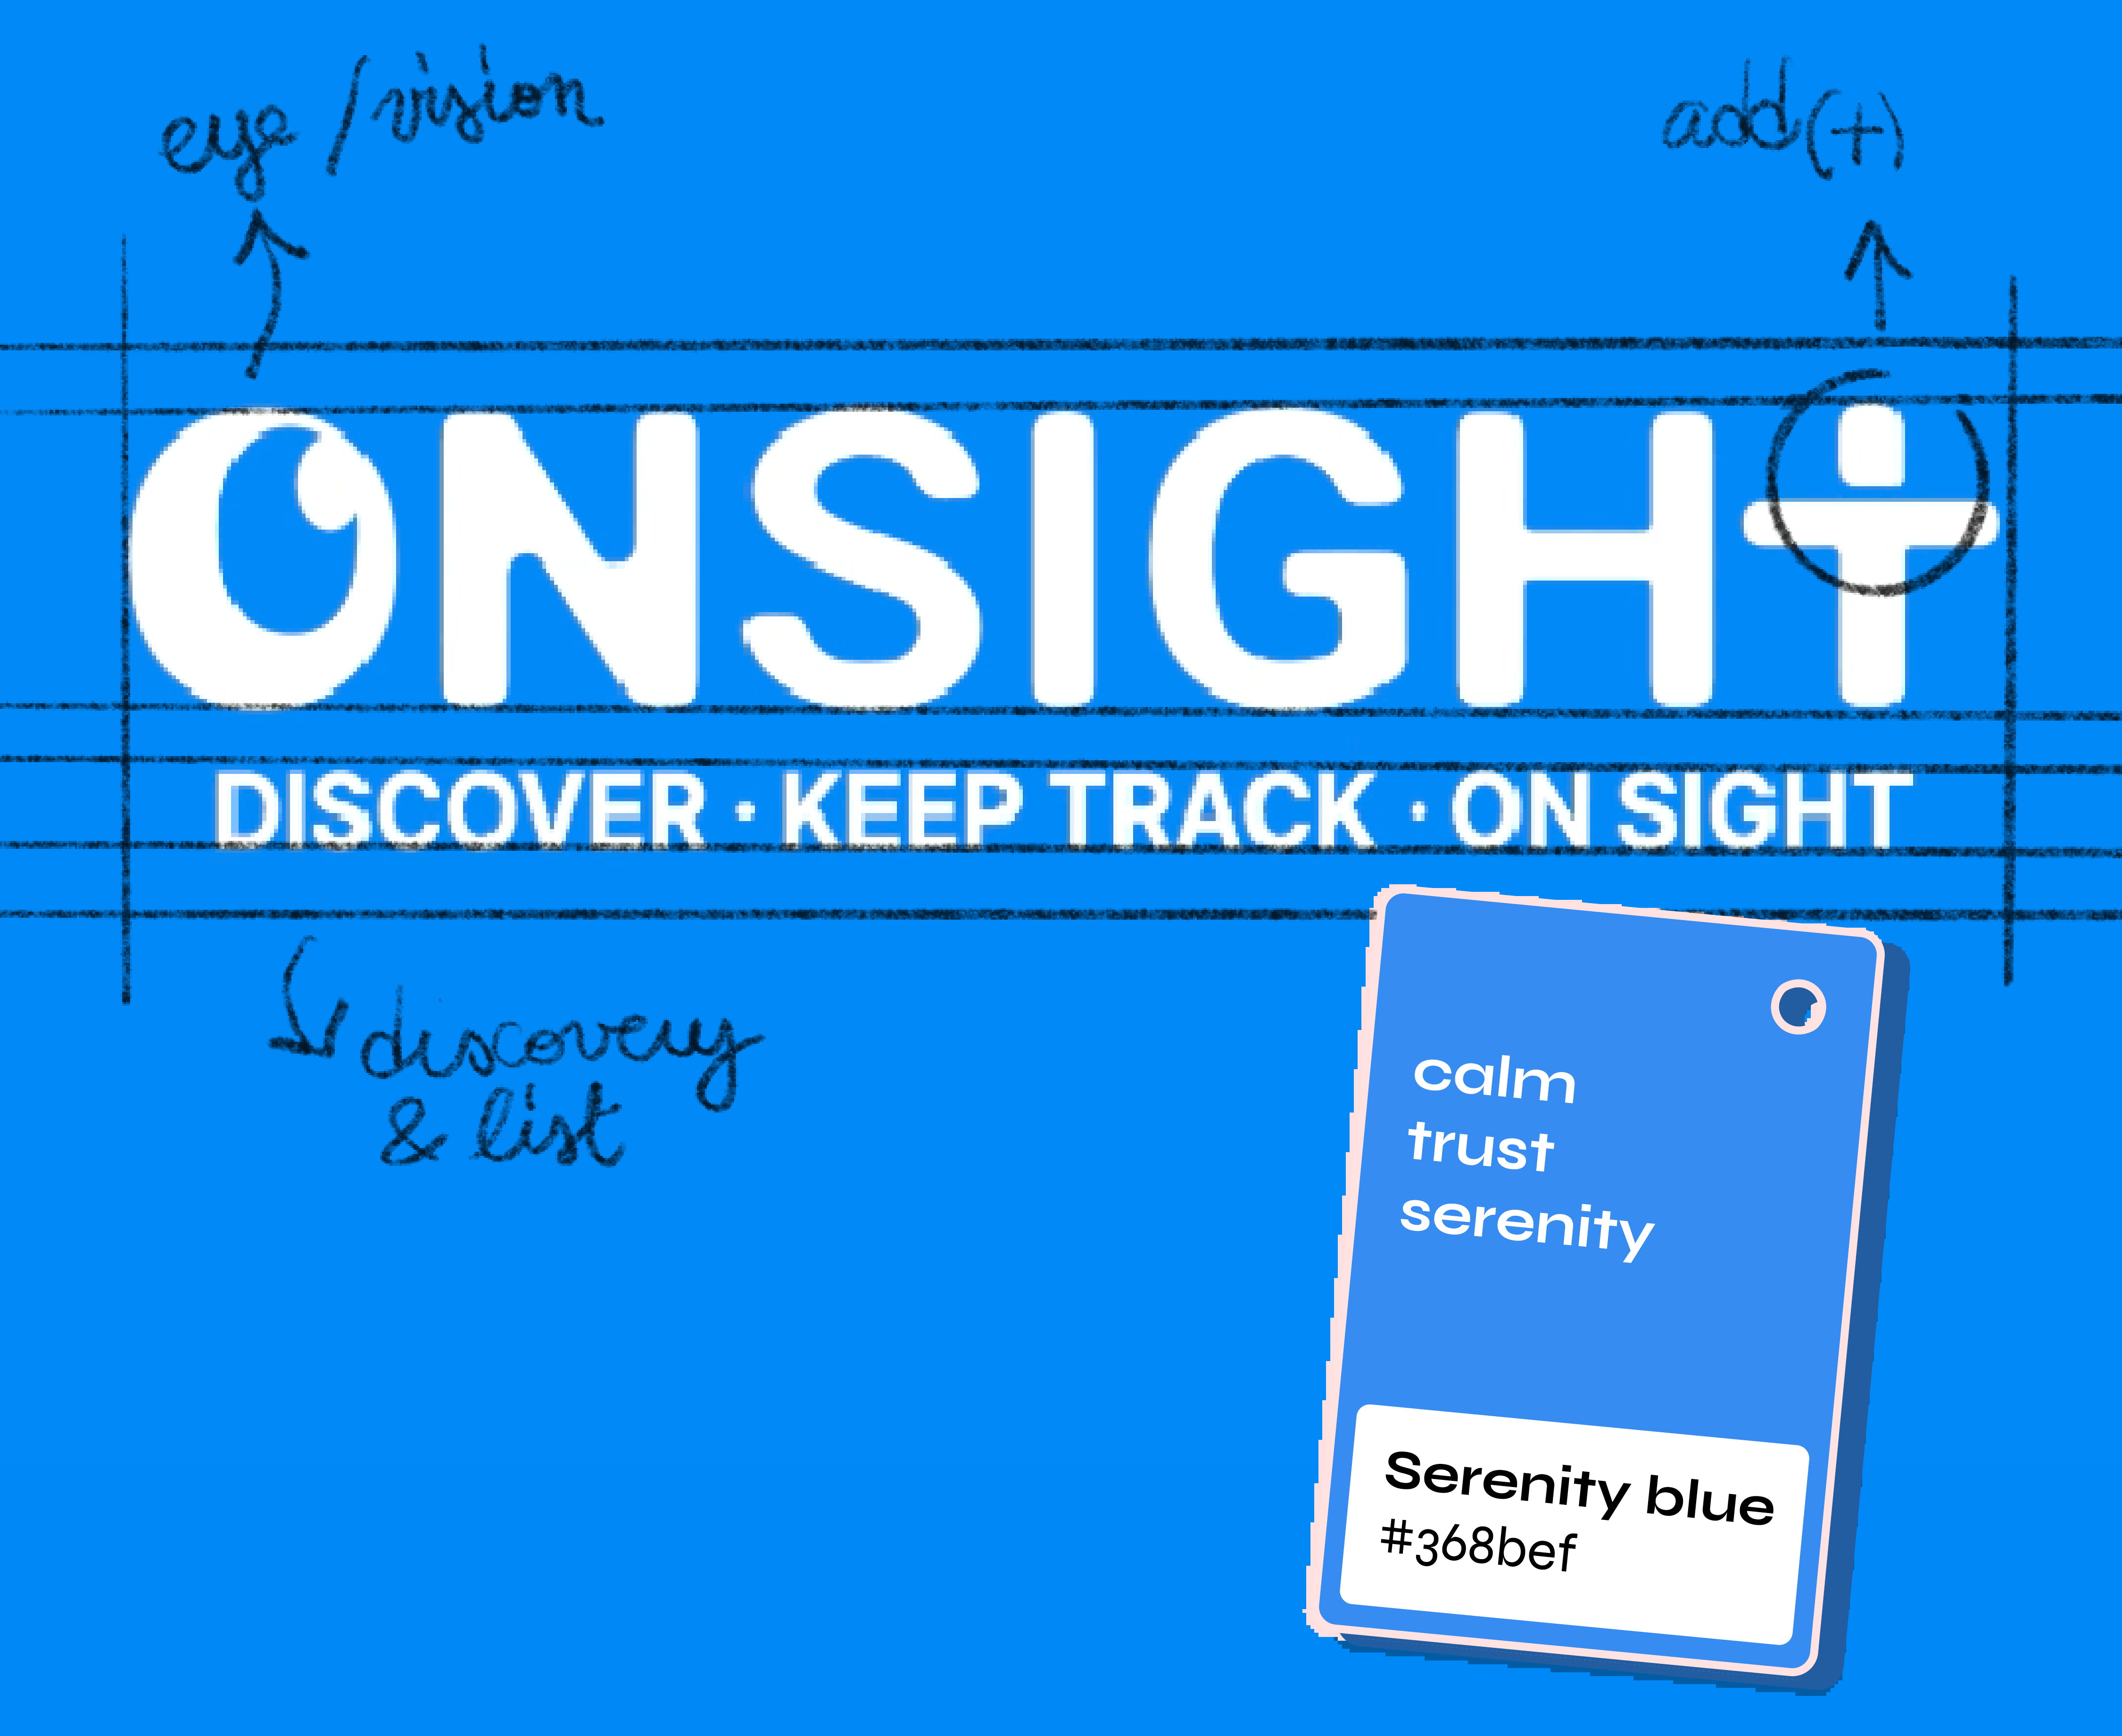 eye/vision
add(+)
ONSIGHt
DISCOVER · KEEP TRACK · ON SIGHT
discovery
& list
calm
trust
serenity
Serenity blue
#368bef